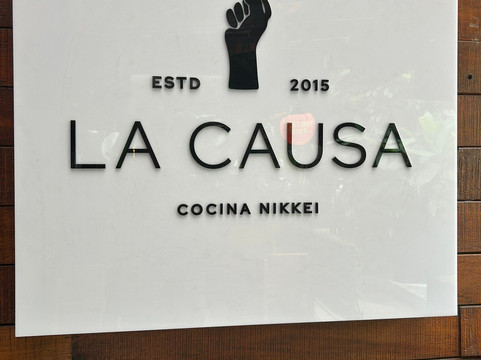 ESTD 2015
LA CAUSA
COCINA NIKKEI